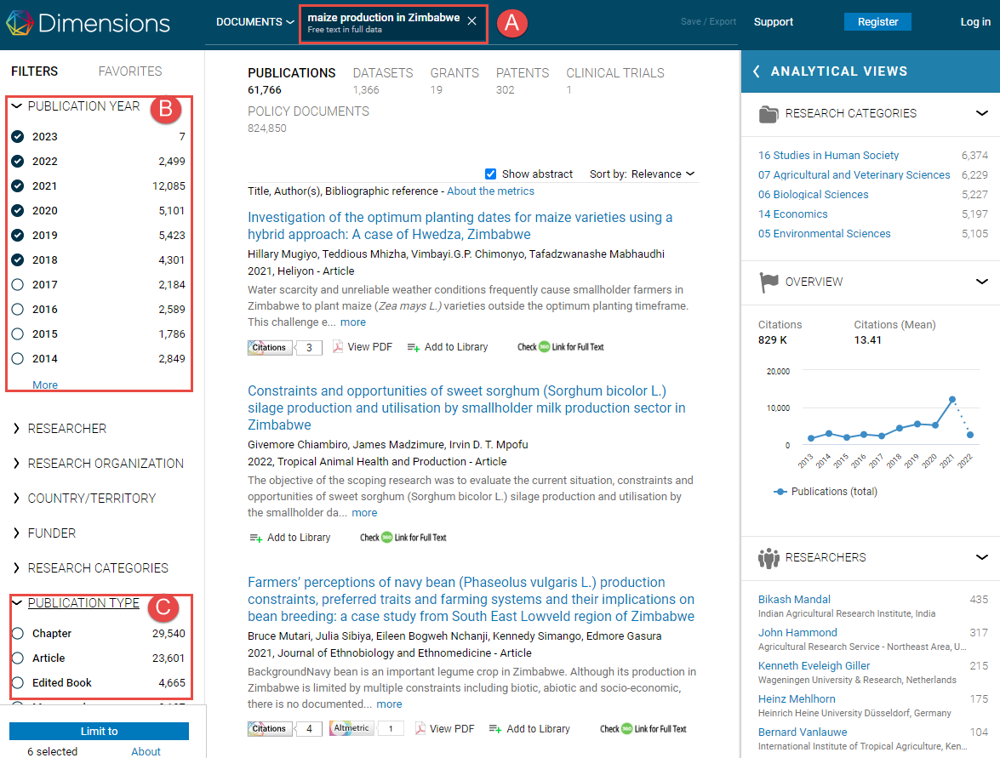 Dimensions
DOCUMENTS
maize production in Zimbabwe
Free text in full data
A
Save / Export
Support
Register
Log in
FILTERS
FAVORITES
PUBLICATION YEAR
B
2023 7
2022 2,499
2021 12,085
2020 5,101
2019 5,423
2018 4,301
2017 2,184
2016 2,589
2015 1,786
2014 2,849
More
RESEARCHER
RESEARCH ORGANIZATION
COUNTRY/TERRITORY
FUNDER
RESEARCH CATEGORIES
PUBLICATION TYPE
C
Chapter 29,540
Article 23,601
Edited Book 4,665
Limit to
6 selected
About
PUBLICATIONS DATASETS GRANTS PATENTS CLINICAL TRIALS
61,766 1,366 19 302 1
POLICY DOCUMENTS
824,850
Show abstract Sort by: Relevance
Title, Author(s), Bibliographic reference - About the metrics
Investigation of the optimum planting dates for maize varieties using a
hybrid approach: A case of Hwedza, Zimbabwe
Hillary Mugiyo, Teddious Mhizha, Vimbayi.G.P. Chimonyo, Tafadzwanashe Mabhaudhi
2021, Heliyon - Article
Water scarcity and unreliable weather conditions frequently cause smallholder farmers in
Zimbabwe to plant maize (Zea mays L.) varieties outside the optimum planting timeframe.
This challenge e... more
Citations 3 View PDF Add to Library Check 360 Link for Full Text
Constraints and opportunities of sweet sorghum (Sorghum bicolor L.)
silage production and utilisation by smallholder milk production sector in
Zimbabwe
Givemore Chiambiro, James Madzimure, Irvin D. T. Mpofu
2022, Tropical Animal Health and Production - Article
The objective of the scoping research was to evaluate the current situation, constraints and
opportunities of sweet sorghum (Sorghum bicolor L.) silage production and utilisation by
the smallholder da... more
Add to Library Check 360 Link for Full Text
Farmers' perceptions of navy bean (Phaseolus vulgaris L.) production
constraints, preferred traits and farming systems and their implications on
bean breeding: a case study from South East Lowveld region of Zimbabwe
Bruce Mutari, Julia Sibiya, Eileen Bogweh Nchanji, Kennedy Simango, Edmore Gasura
2021, Journal of Ethnobiology and Ethnomedicine - Article
BackgroundNavy bean is an important legume crop in Zimbabwe. Although its production in
Zimbabwe is limited by multiple constraints including biotic, abiotic and socio-economic,
there is no documented... more
Citations 4 Altmetric 1 View PDF Add to Library Check 360 Link for Full Text
ANALYTICAL VIEWS
RESEARCH CATEGORIES
16 Studies in Human Society 6,374
07 Agricultural and Veterinary Sciences 6,229
06 Biological Sciences 5,227
14 Economics 5,197
05 Environmental Sciences 5,105
OVERVIEW
Citations Citations (Mean)
829 K 13.41
20,000
10,000
0
2013 2014 2015 2016 2017 2018 2019 2020 2021 2022
Publications (total)
RESEARCHERS
Bikash Mandal 435
Indian Agricultural Research Institute, India
John Hammond 317
Agricultural Research Service - Northeast Area, U...
Kenneth Eveleigh Giller 215
Wageningen University & Research, Netherlands
Heinz Mehlhorn 175
Heinrich Heine University Düsseldorf, Germany
Bernard Vanlauwe 104
International Institute of Tropical Agriculture, Ken...